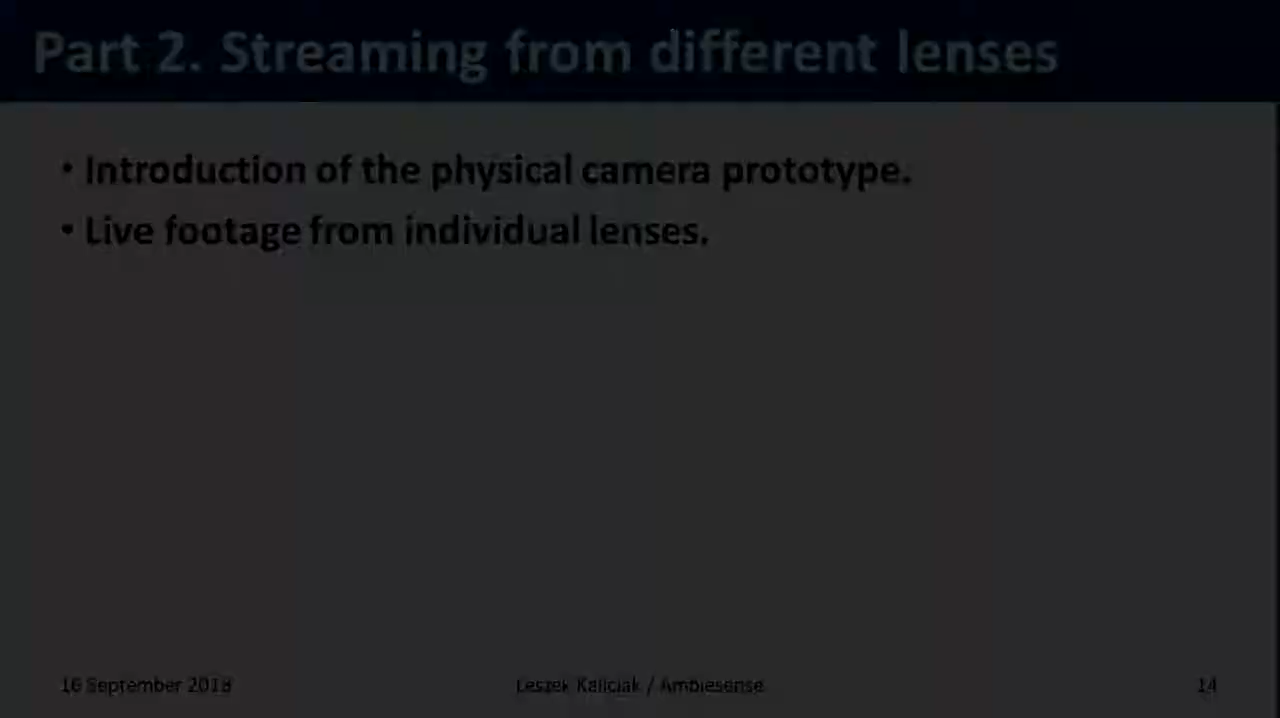 Part 2. Streaming from different lenses
• Introduction of the physical camera prototype.
• Live footage from individual lenses.
16 September 2018
Leszek Kaliciak / Ambiesense
14